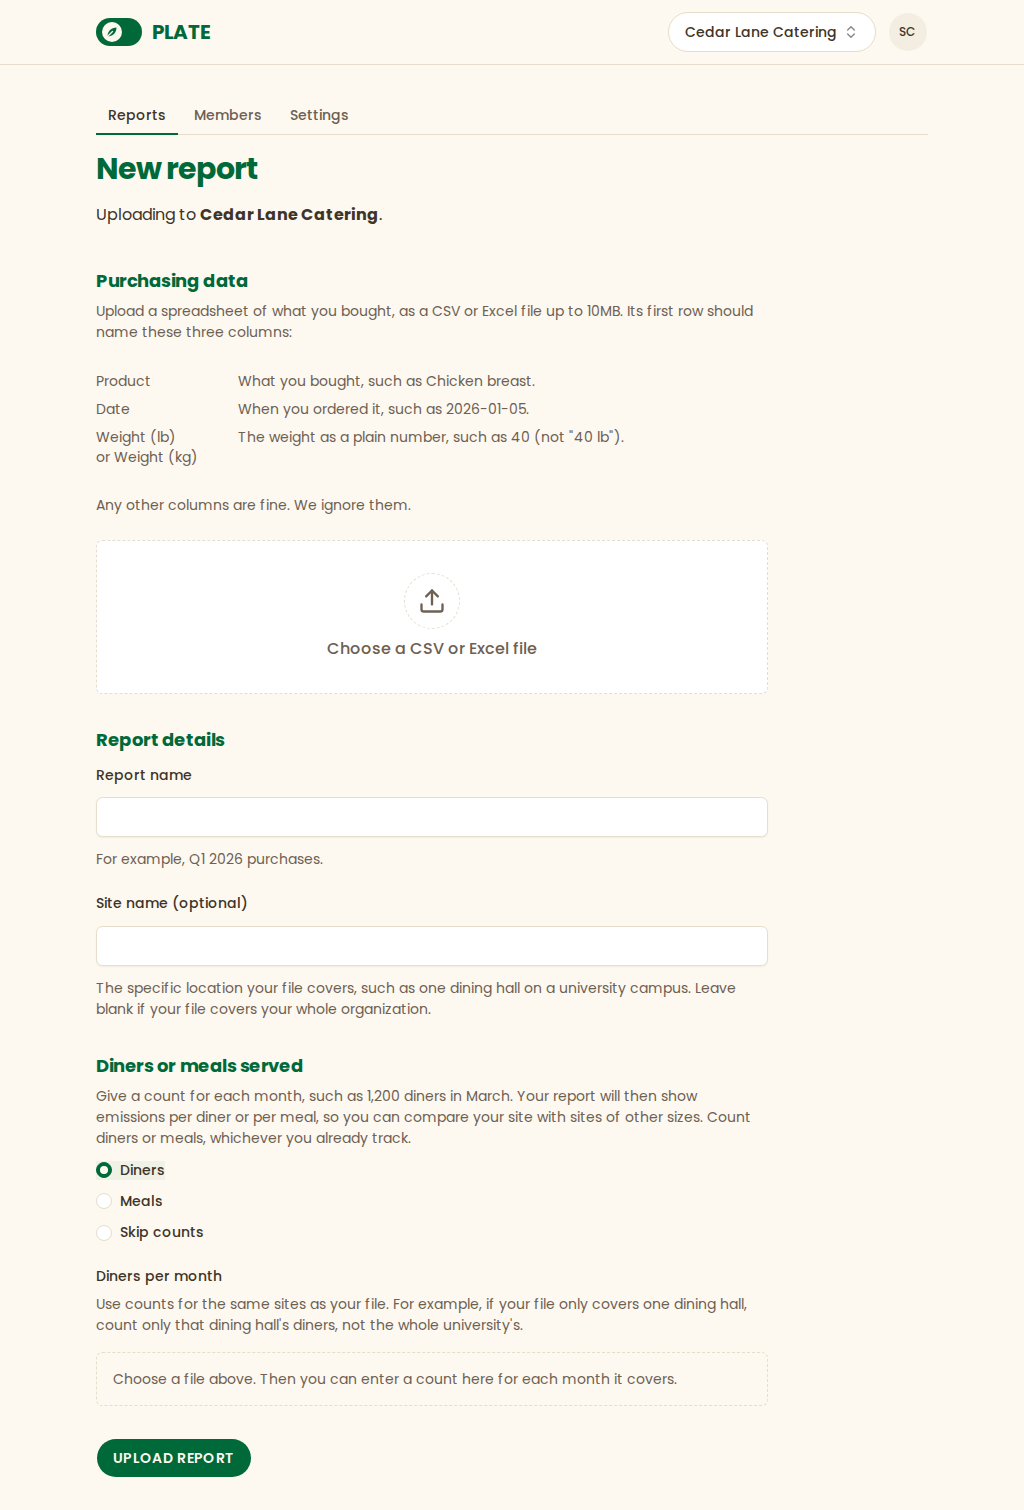 PLATE
Cedar Lane Catering
SC
Reports
Members
Settings
New report
Uploading to Cedar Lane Catering.
Purchasing data
Upload a spreadsheet of what you bought, as a CSV or Excel file up to 10MB. Its first row should
name these three columns:
Product
What you bought, such as Chicken breast.
Date
When you ordered it, such as 2026-01-05.
Weight (lb)
or Weight (kg)
The weight as a plain number, such as 40 (not "40 lb").
Any other columns are fine. We ignore them.
Choose a CSV or Excel file
Report details
Report name
For example, Q1 2026 purchases.
Site name (optional)
The specific location your file covers, such as one dining hall on a university campus. Leave
blank if your file covers your whole organization.
Diners or meals served
Give a count for each month, such as 1,200 diners in March. Your report will then show
emissions per diner or per meal, so you can compare your site with sites of other sizes. Count
diners or meals, whichever you already track.
Diners
Meals
Skip counts
Diners per month
Use counts for the same sites as your file. For example, if your file only covers one dining hall,
count only that dining hall's diners, not the whole university's.
Choose a file above. Then you can enter a count here for each month it covers.
UPLOAD REPORT